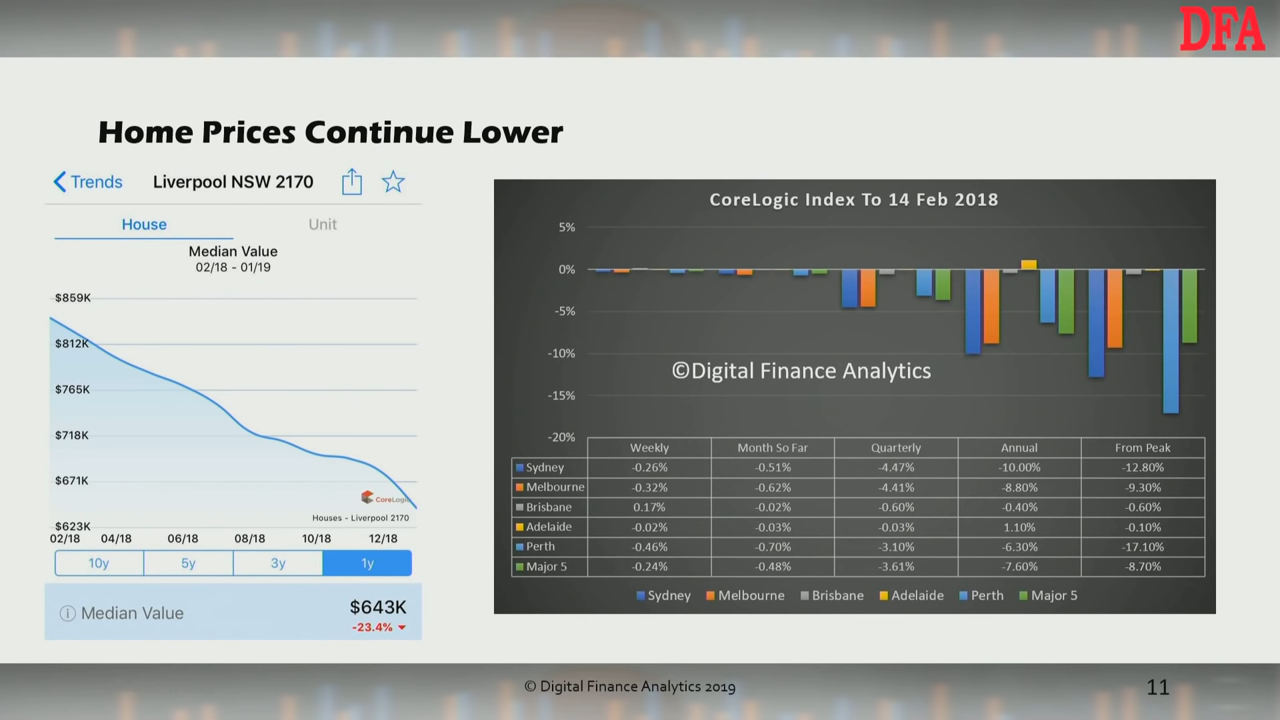 DFA
Home Prices Continue Lower
Trends Liverpool NSW 2170
House Unit
Median Value
02/18 - 01/19
$859K
$812K
$765K
$718K
$671K
CoreLogic
Houses - Liverpool 2170
$623K
02/18 04/18 06/18 08/18 10/18 12/18
10y 5y 3y 1y
Median Value $643K
-23.4%
CoreLogic Index To 14 Feb 2018
5%
0%
-5%
-10%
©Digital Finance Analytics
-15%
-20%
Weekly Month So Far Quarterly Annual From Peak
Sydney -0.26% -0.51% -4.47% -10.00% -12.80%
Melbourne -0.32% -0.62% -4.41% -8.80% -9.30%
Brisbane 0.17% -0.02% -0.60% -0.40% -0.60%
Adelaide -0.02% -0.03% -0.03% 1.10% -0.10%
Perth -0.46% -0.70% -3.10% -6.30% -17.10%
Major 5 -0.24% -0.48% -3.61% -7.60% -8.70%
Sydney Melbourne Brisbane Adelaide Perth Major 5
© Digital Finance Analytics 2019
11